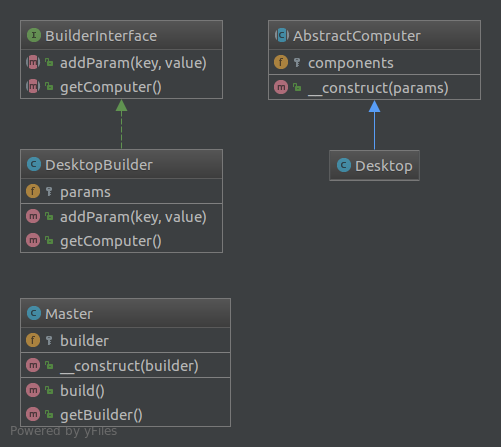 BuilderInterface
addParam(key, value)
getComputer()
AbstractComputer
components
__construct(params)
DesktopBuilder
params
addParam(key, value)
getComputer()
Desktop
Master
builder
__construct(builder)
build()
getBuilder()
Powered by yFiles